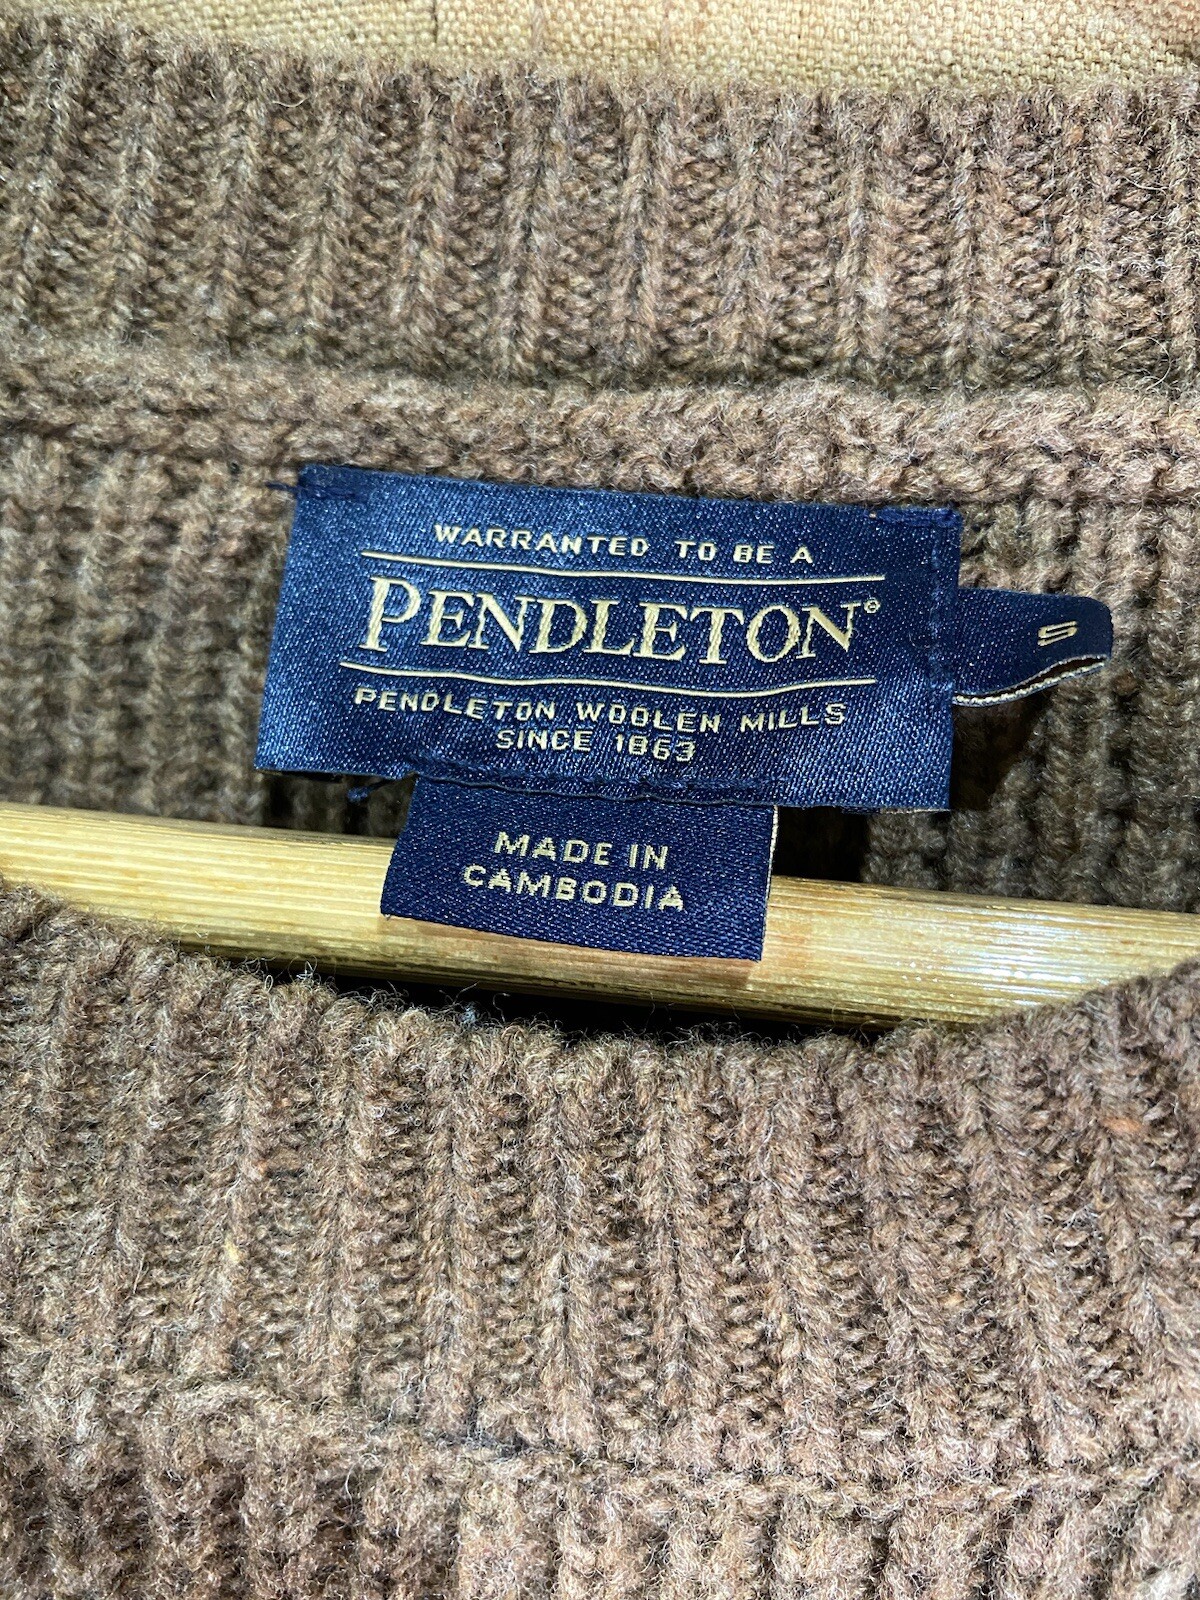 WARRANTED TO BE A
PENDLETON®
PENDLETON WOOLEN MILLS
SINCE 1863
S
MADE IN
CAMBODIA